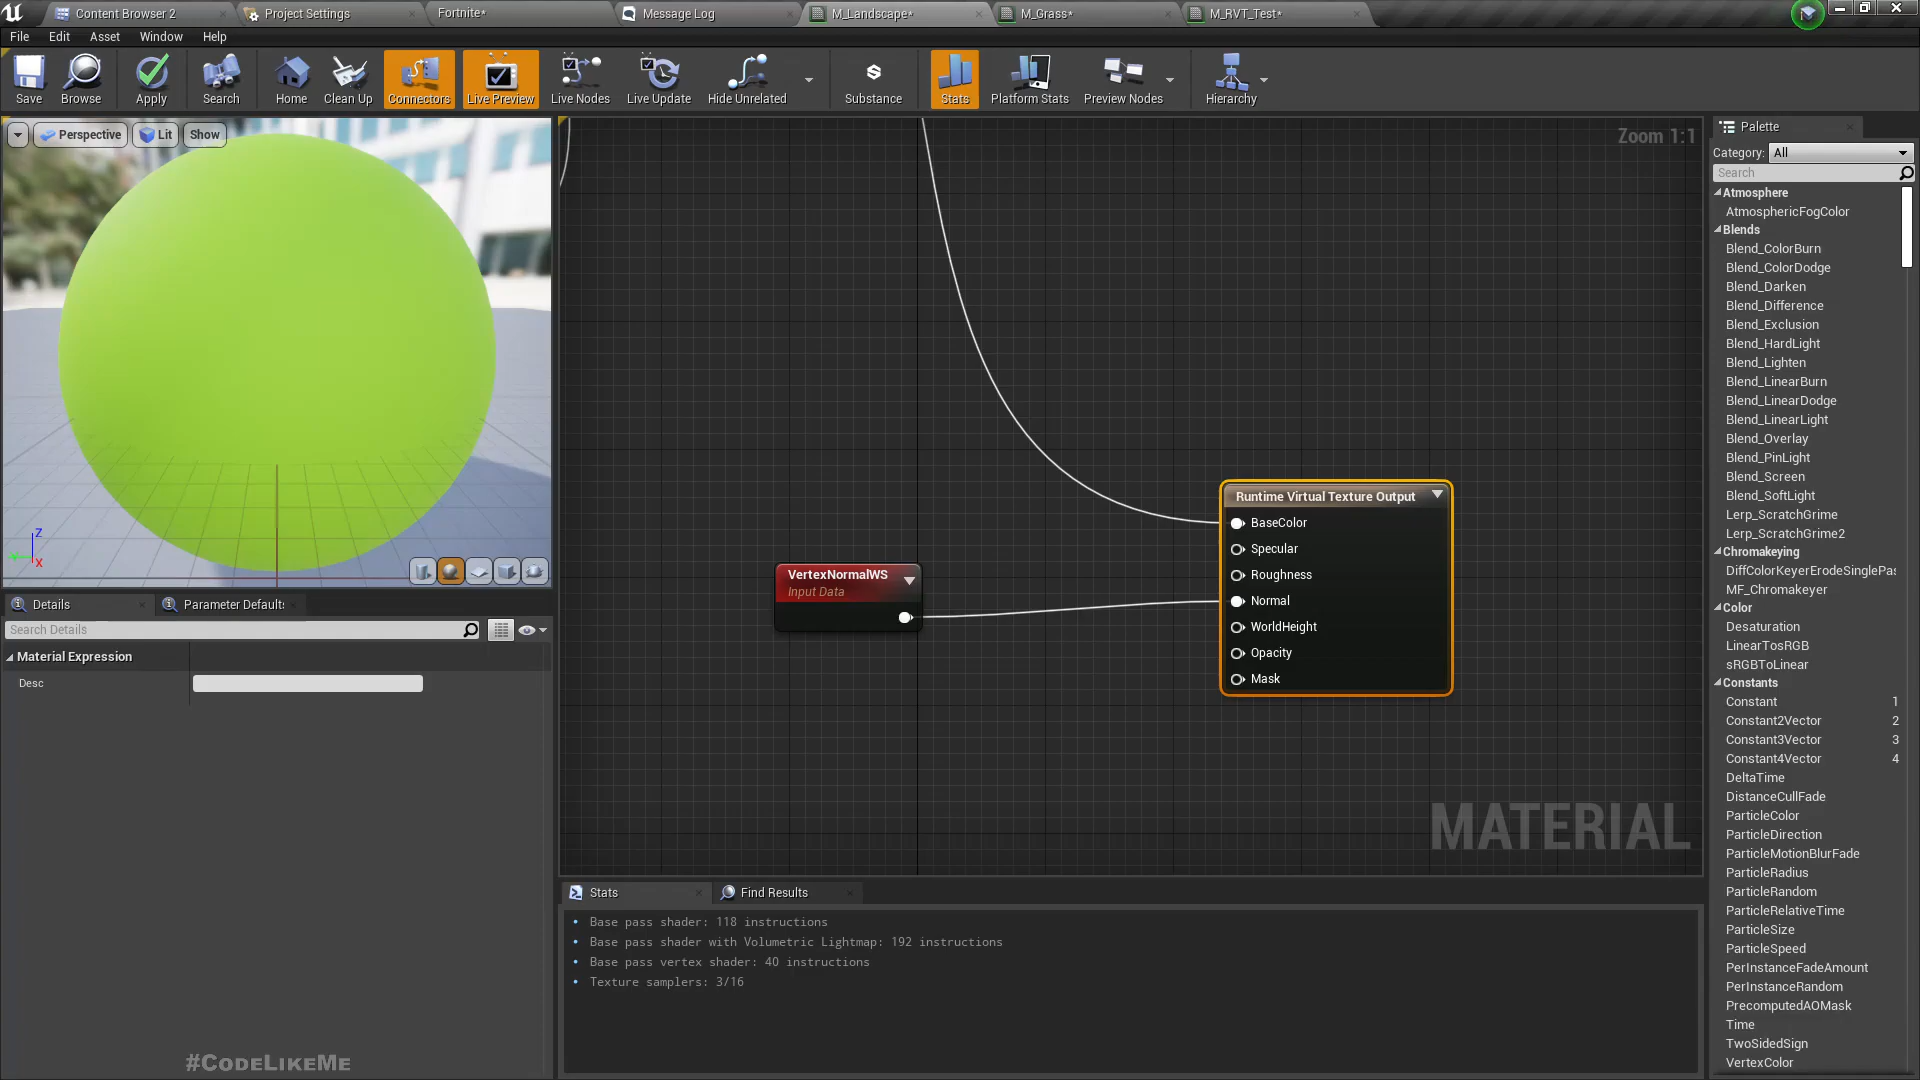 Content Browser 2
Project Settings
Fortnite*
Message Log
M_Landscape*
M_Grass*
M_RVT_Test*
File Edit Asset Window Help
Save
Browse
Apply
Search
Home
Clean Up
Connectors
Live Preview
Live Nodes
Live Update
Hide Unrelated
Substance
Stats
Platform Stats
Preview Nodes
Hierarchy
Perspective
Lit
Show
Z
X
Details
Parameter Defaults
Search Details
Material Expression
Desc
#CodeLikeMe
Zoom 1:1
VertexNormalWS
Input Data
Runtime Virtual Texture Output
BaseColor
Specular
Roughness
Normal
WorldHeight
Opacity
Mask
MATERIAL
Stats
Find Results
Base pass shader: 118 instructions
Base pass shader with Volumetric Lightmap: 192 instructions
Base pass vertex shader: 40 instructions
Texture samplers: 3/16
Palette
Category: All
Search
Atmosphere
AtmosphericFogColor
Blends
Blend_ColorBurn
Blend_ColorDodge
Blend_Darken
Blend_Difference
Blend_Exclusion
Blend_HardLight
Blend_Lighten
Blend_LinearBurn
Blend_LinearDodge
Blend_LinearLight
Blend_Overlay
Blend_PinLight
Blend_Screen
Blend_SoftLight
Lerp_ScratchGrime
Lerp_ScratchGrime2
Chromakeying
DiffColorKeyerErodeSinglePas
MF_Chromakeyer
Color
Desaturation
LinearTosRGB
sRGBToLinear
Constants
Constant 1
Constant2Vector 2
Constant3Vector 3
Constant4Vector 4
DeltaTime
DistanceCullFade
ParticleColor
ParticleDirection
ParticleMotionBlurFade
ParticleRadius
ParticleRandom
ParticleRelativeTime
ParticleSize
ParticleSpeed
PerInstanceFadeAmount
PerInstanceRandom
PrecomputedAOMask
Time
TwoSidedSign
VertexColor